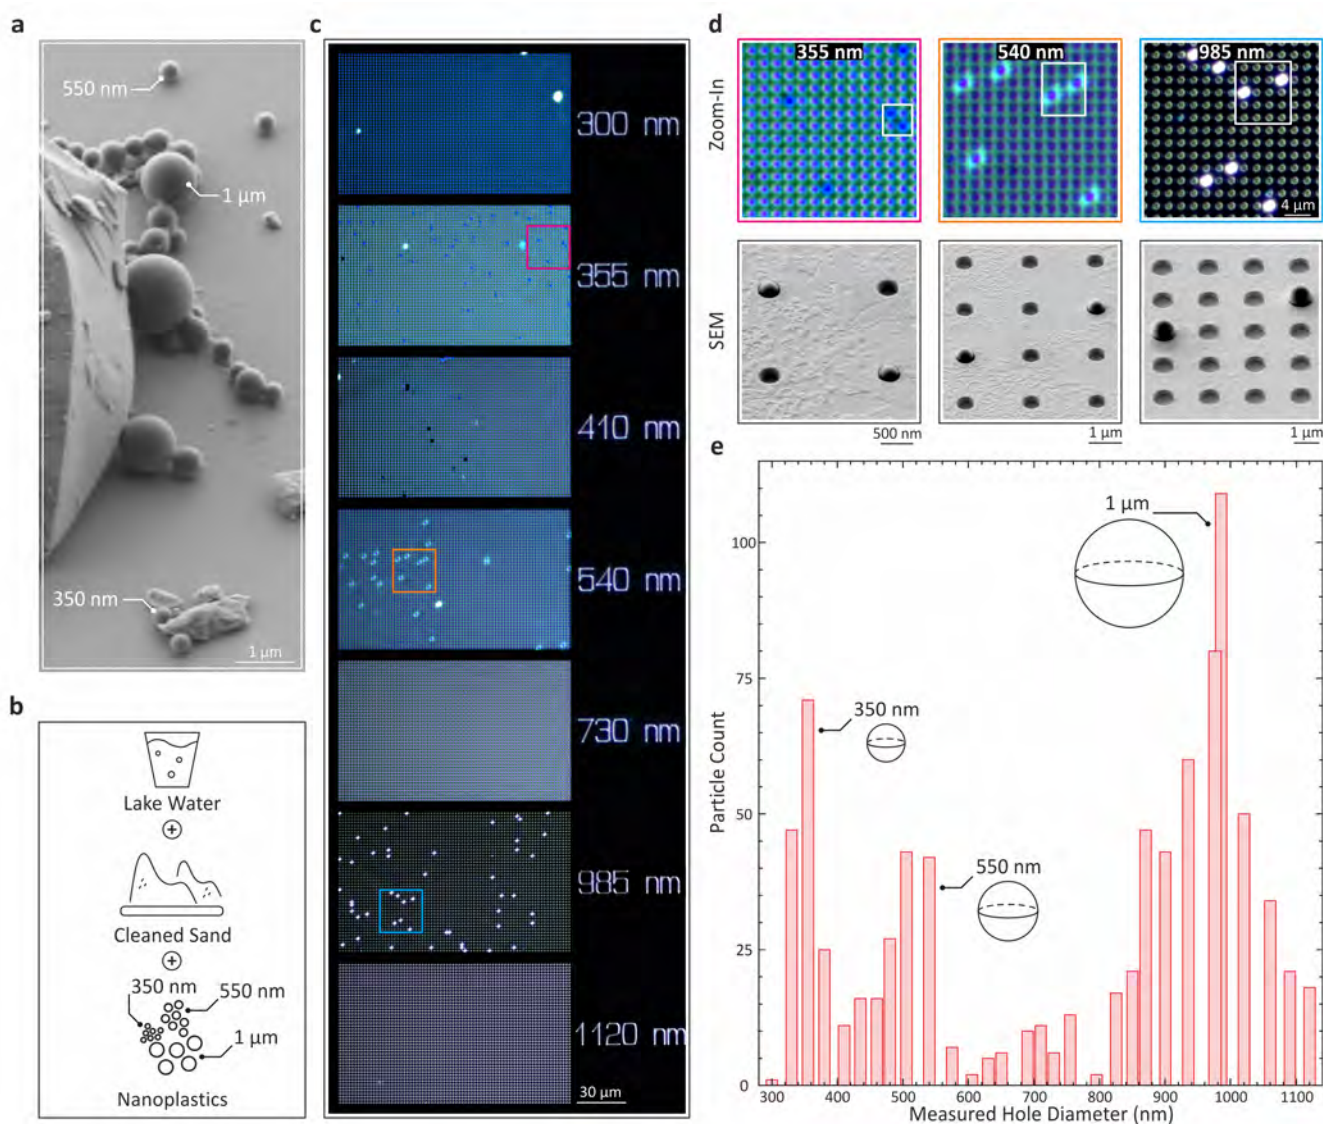 a
550 nm
1 µm
350 nm
1 µm
b
Lake Water
+
Cleaned Sand
+
350 nm
550 nm
1 µm
Nanoplastics
c
300 nm
355 nm
410 nm
540 nm
730 nm
985 nm
1120 nm
30 µm
d
Zoom-In
355 nm
540 nm
985 nm
4 µm
SEM
500 nm
1 µm
1 µm
e
Particle Count
100
75
50
25
0
1 µm
350 nm
550 nm
300 400 500 600 700 800 900 1000 1100
Measured Hole Diameter (nm)